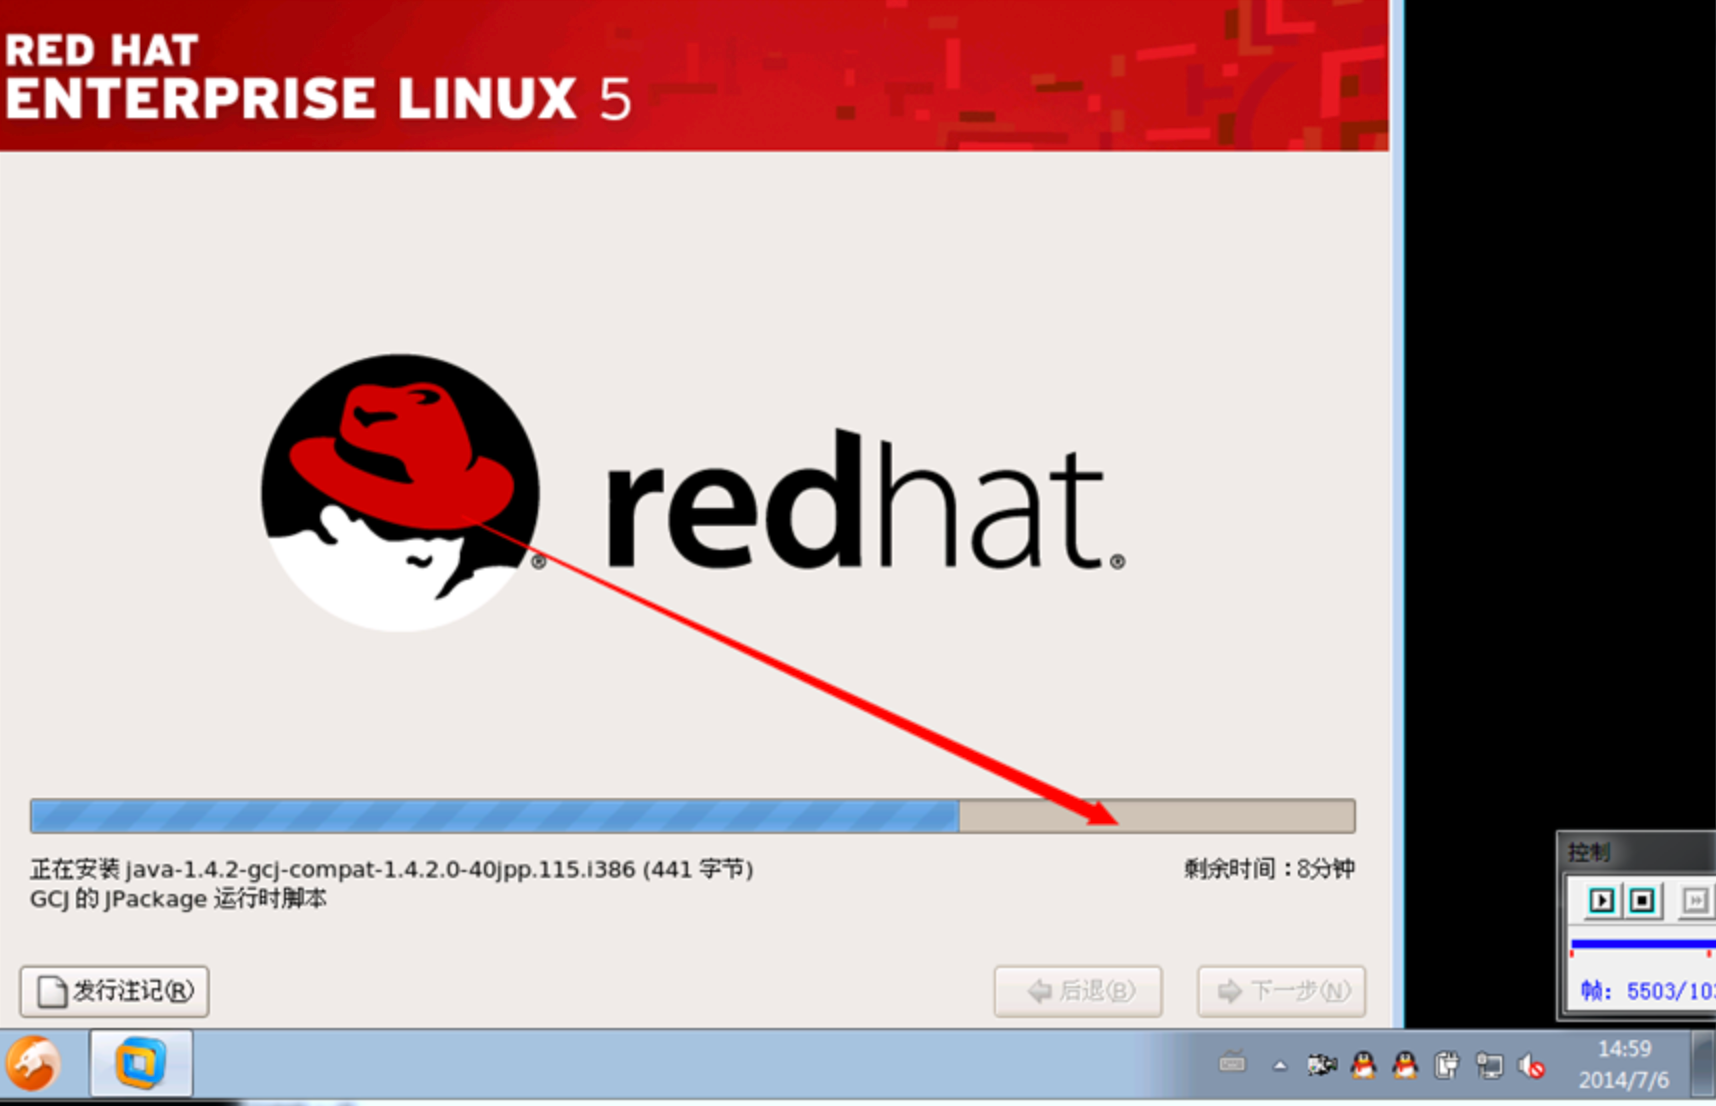 RED HAT
ENTERPRISE LINUX 5
redhat®
正在安装 java-1.4.2-gcj-compat-1.4.2.0-40jpp.115.i386 (441 字节)
剩余时间：8分钟
GCJ 的 JPackage 运行时脚本
发行注记(R)
后退(B)
下一步(N)
控制
帧: 5503/10
14:59
2014/7/6